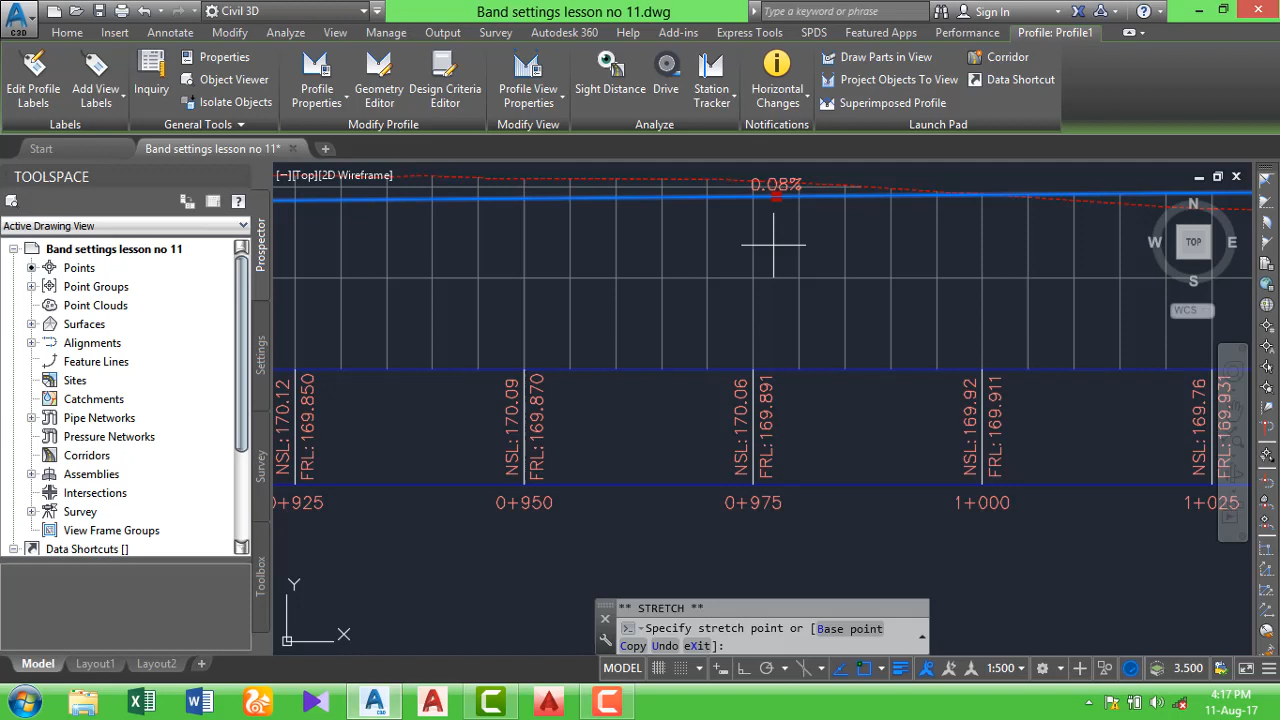 Civil 3D
Band settings lesson no 11.dwg
Type a keyword or phrase
Sign In
C3D
Home Insert Annotate Modify Analyze View Manage Output Survey Autodesk 360 Help Add-ins Express Tools SPDS Featured Apps Performance Profile: Profile1
Edit Profile Labels
Add View Labels
Labels
Inquiry
Properties
Object Viewer
Isolate Objects
General Tools
Profile Properties
Geometry Editor
Design Criteria Editor
Modify Profile
Profile View Properties
Modify View
Sight Distance
Drive
Station Tracker
Analyze
Horizontal Changes
Notifications
Draw Parts in View
Project Objects To View
Superimposed Profile
Corridor
Data Shortcut
Launch Pad
Start
Band settings lesson no 11*
TOOLSPACE
Active Drawing View
Band settings lesson no 11
Points
Point Groups
Point Clouds
Surfaces
Alignments
Feature Lines
Sites
Catchments
Pipe Networks
Pressure Networks
Corridors
Assemblies
Intersections
Survey
View Frame Groups
Data Shortcuts []
Prospector
Settings
Survey
Toolbox
[−][Top][2D Wireframe]
0.08%
N
W TOP E
S
WCS
NSL:170.12
FRL:169.850
NSL:170.09
FRL:169.870
NSL:170.06
FRL:169.891
NSL:169.92
FRL:169.911
NSL:169.76
FRL:169.931
0+925 0+950 0+975 1+000 1+025
Y
X
** STRETCH **
Specify stretch point or [Base point
Copy Undo eXit]:
Model Layout1 Layout2
MODEL
1:500
3.500
4:17 PM
11-Aug-17